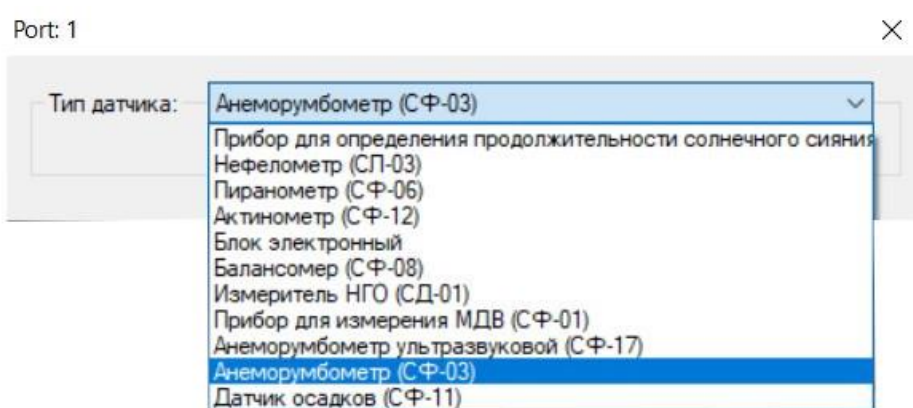 Port: 1
Тип датчика: Анеморумбометр (СФ-03)
Прибор для определения продолжительности солнечного сияния
Нефелометр (СЛ-03)
Пиранометр (СФ-06)
Актинометр (СФ-12)
Блок электронный
Балансомер (СФ-08)
Измеритель НГО (СД-01)
Прибор для измерения МДВ (СФ-01)
Анеморумбометр ультразвуковой (СФ-17)
Анеморумбометр (СФ-03)
Датчик осадков (СФ-11)